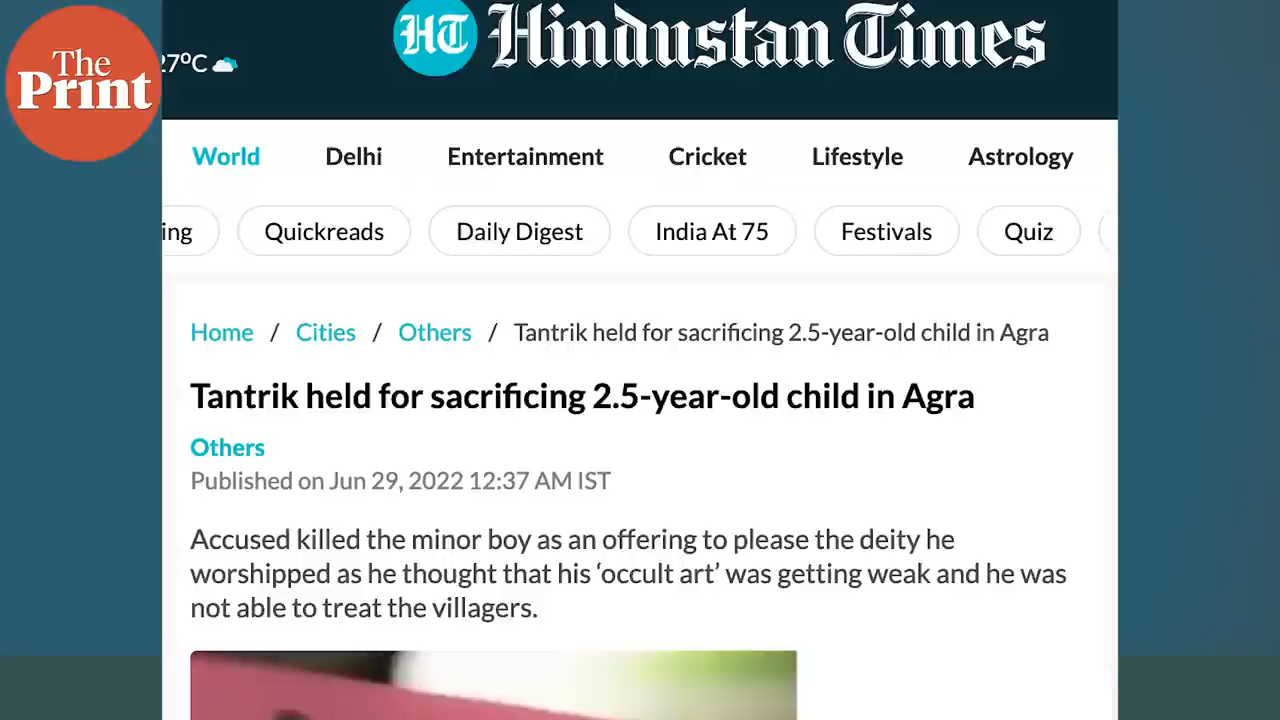 The
Print
27°C
HT Hindustan Times
World Delhi Entertainment Cricket Lifestyle Astrology
ing Quickreads Daily Digest India At 75 Festivals Quiz
Home / Cities / Others / Tantrik held for sacrificing 2.5-year-old child in Agra
Tantrik held for sacrificing 2.5-year-old child in Agra
Others
Published on Jun 29, 2022 12:37 AM IST
Accused killed the minor boy as an offering to please the deity he
worshipped as he thought that his ‘occult art’ was getting weak and he was
not able to treat the villagers.